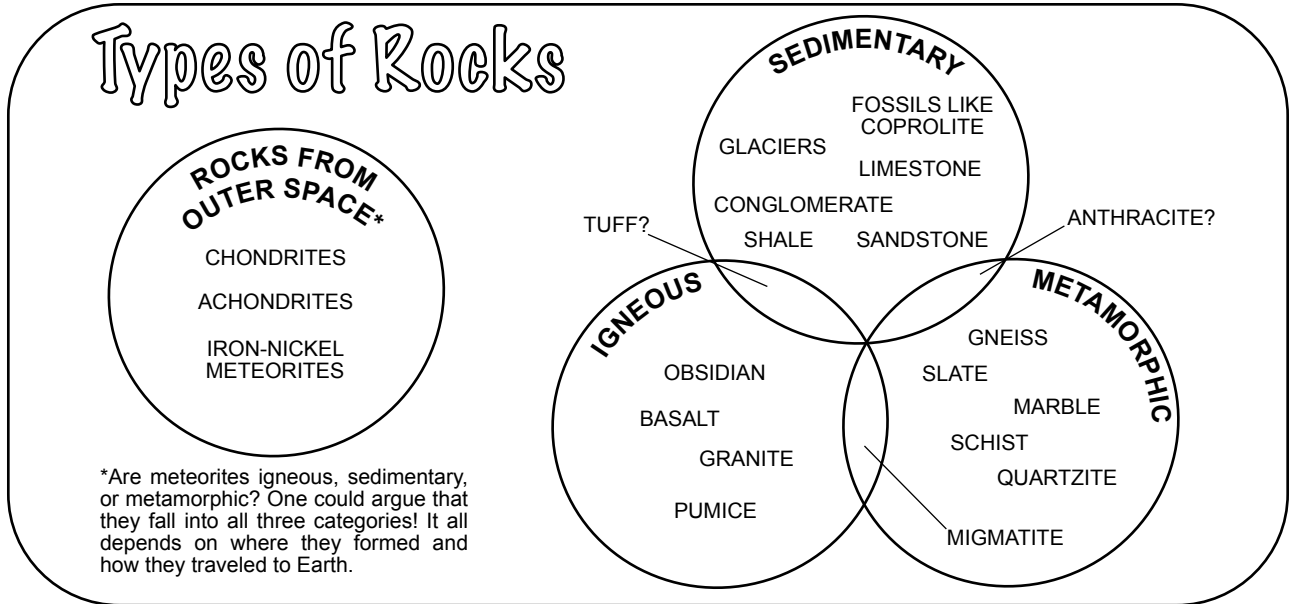 Types of Rocks
ROCKS FROM
OUTER SPACE*
CHONDRITES
ACHONDRITES
IRON-NICKEL
METEORITES
*Are meteorites igneous, sedimentary,
or metamorphic? One could argue that
they fall into all three categories! It all
depends on where they formed and
how they traveled to Earth.
SEDIMENTARY
FOSSILS LIKE
COPROLITE
GLACIERS
LIMESTONE
CONGLOMERATE
SHALE
SANDSTONE
TUFF?
ANTHRACITE?
IGNEOUS
OBSIDIAN
BASALT
GRANITE
PUMICE
METAMORPHIC
GNEISS
SLATE
MARBLE
SCHIST
QUARTZITE
MIGMATITE